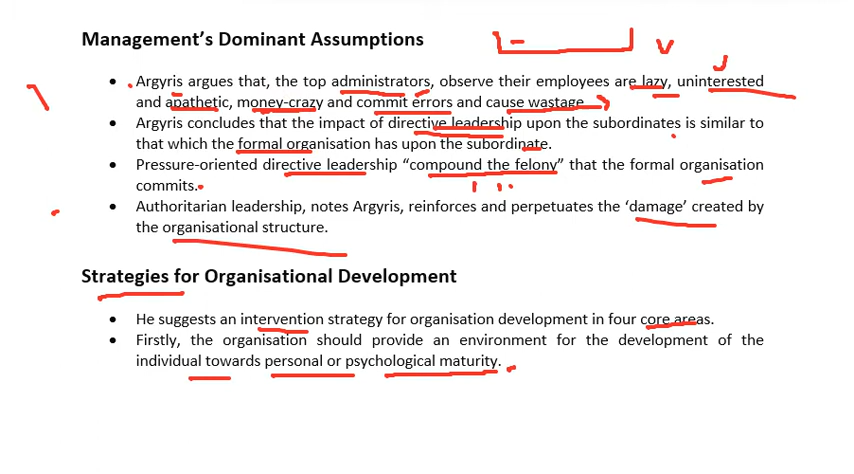 Management's Dominant Assumptions
• Argyris argues that, the top administrators, observe their employees are lazy, uninterested
and apathetic, money-crazy and commit errors and cause wastage
• Argyris concludes that the impact of directive leadership upon the subordinates is similar to
that which the formal organisation has upon the subordinate.
• Pressure-oriented directive leadership “compound the felony” that the formal organisation
commits.
• Authoritarian leadership, notes Argyris, reinforces and perpetuates the ‘damage’ created by
the organisational structure.
Strategies for Organisational Development
• He suggests an intervention strategy for organisation development in four core areas.
• Firstly, the organisation should provide an environment for the development of the
individual towards personal or psychological maturity.